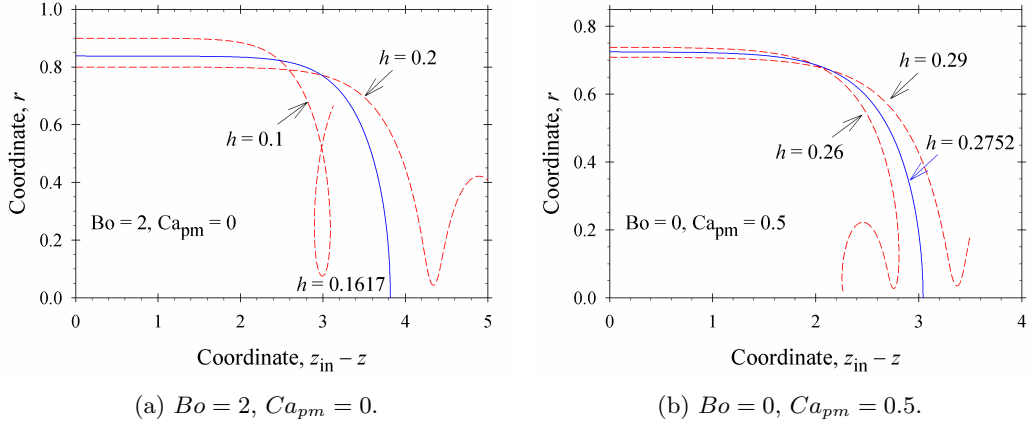 1.0
0.8
0.6
0.4
0.2
0.0
0 1 2 3 4 5
Coordinate, r
Coordinate, z_in – z
h = 0.2
h = 0.1
Bo = 2, Ca_pm = 0
h = 0.1617
(a) Bo = 2, Ca_pm = 0.
0.8
0.6
0.4
0.2
0.0
0 1 2 3 4
Coordinate, r
Coordinate, z_in – z
h = 0.29
h = 0.26
h = 0.2752
Bo = 0, Ca_pm = 0.5
(b) Bo = 0, Ca_pm = 0.5.